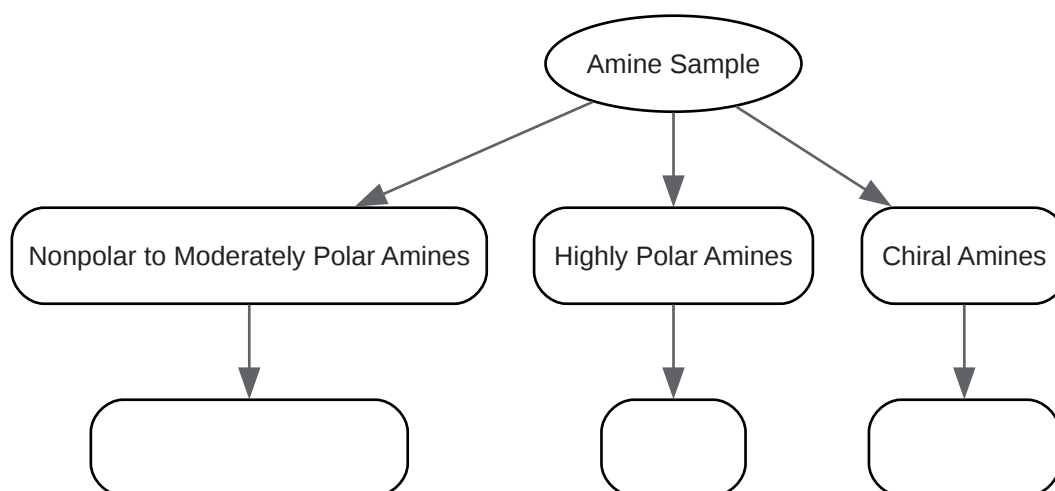 Amine Sample
Nonpolar to Moderately Polar Amines
Highly Polar Amines
Chiral Amines